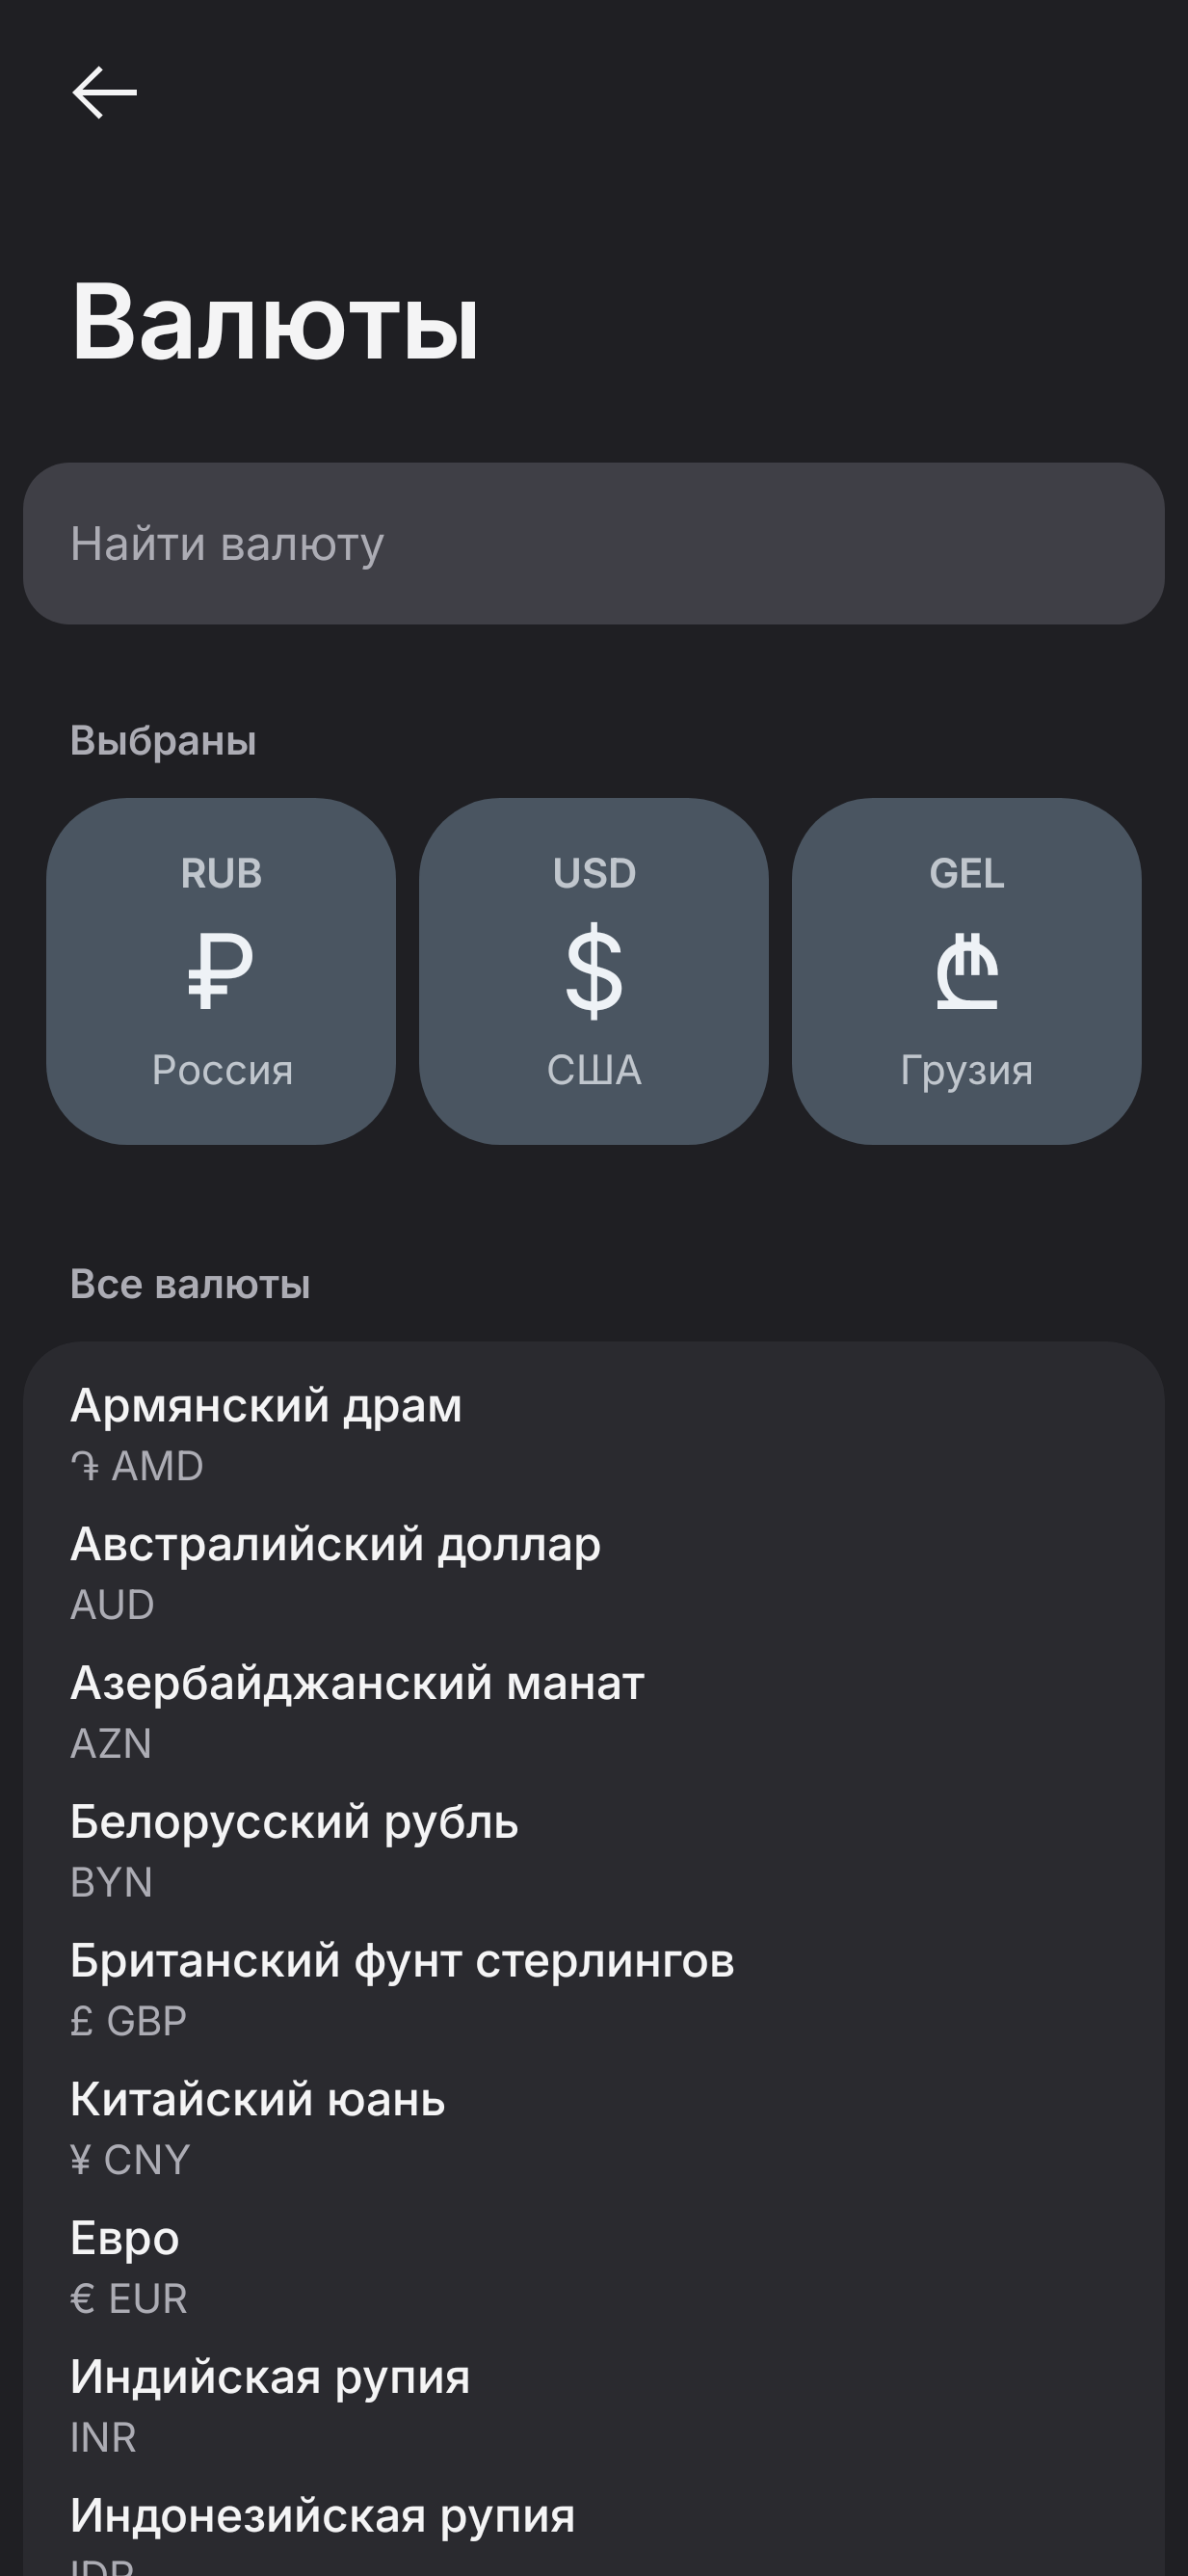 Валюты
Найти валюту
Выбраны
RUB
₽
Россия
USD
$
США
GEL
₾
Грузия
Все валюты
Армянский драм
֏ AMD
Австралийский доллар
AUD
Азербайджанский манат
AZN
Белорусский рубль
BYN
Британский фунт стерлингов
£ GBP
Китайский юань
¥ CNY
Евро
€ EUR
Индийская рупия
INR
Индонезийская рупия
IDR